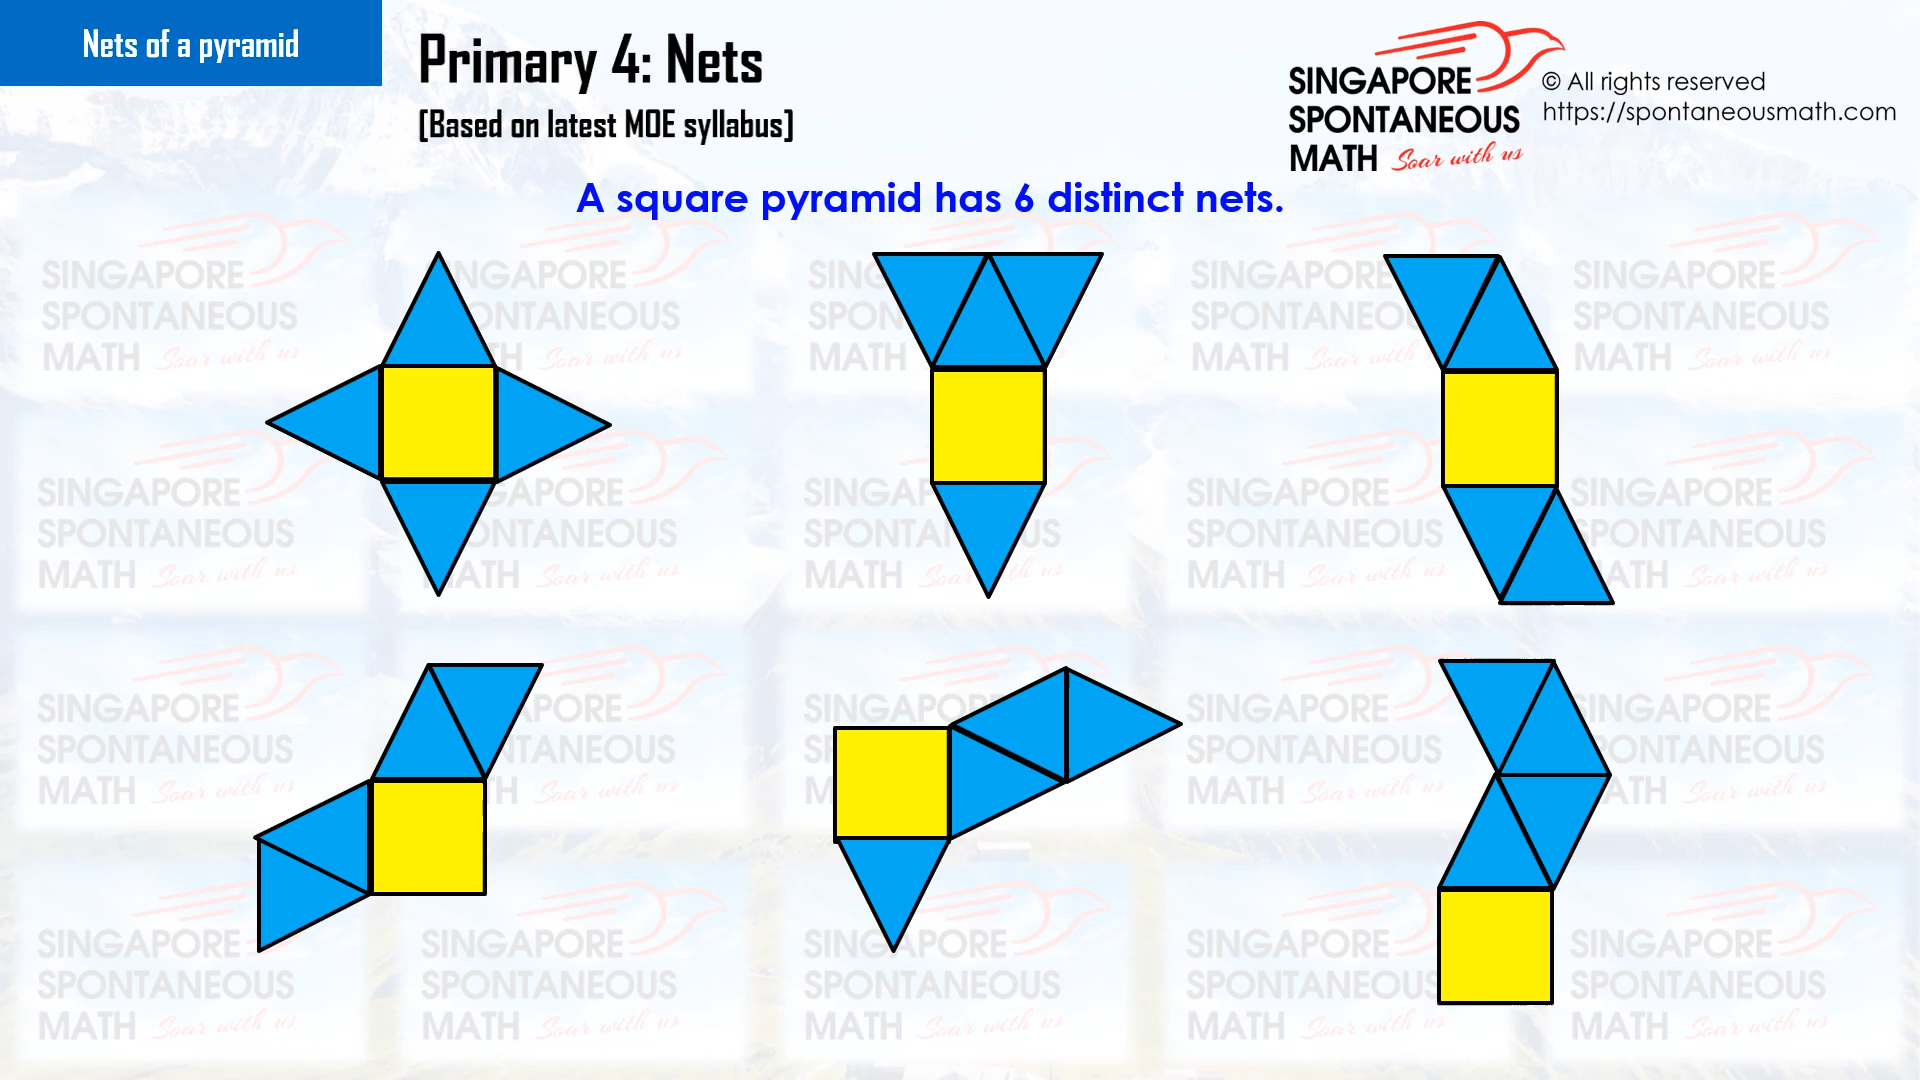 Nets of a pyramid
Primary 4: Nets
[Based on latest MOE syllabus]
SINGAPORE
SPONTANEOUS
MATH Soar with us
© All rights reserved
https://spontaneousmath.com
A square pyramid has 6 distinct nets.